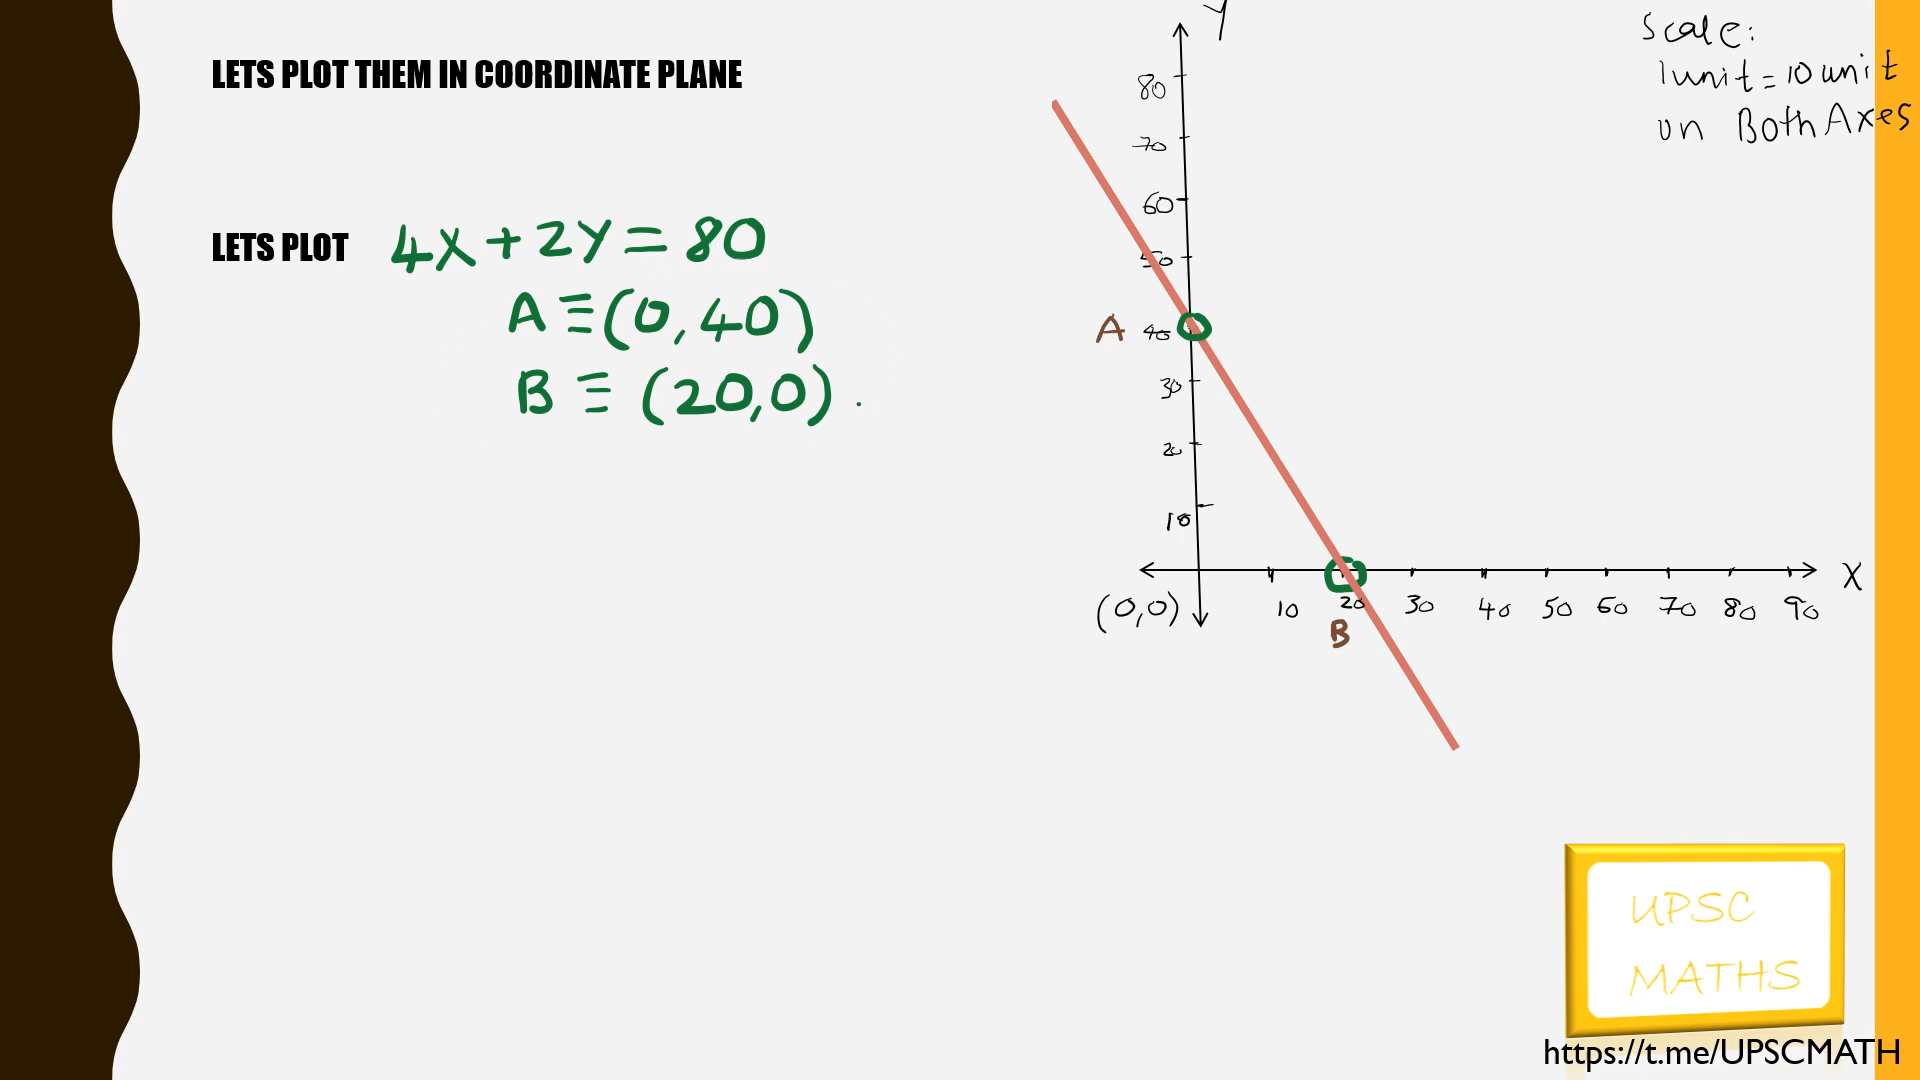 LETS PLOT THEM IN COORDINATE PLANE
LETS PLOT 4X + 2Y = 80
A ≡ (0,40)
B ≡ (20,0) .
Y
Scale:
1 unit = 10 unit
on Both Axes
80
70
60
50
A 40
30
20
10
X
(0,0) 10 20 30 40 50 60 70 80 90
B
UPSC
MATHS
https://t.me/UPSCMATH